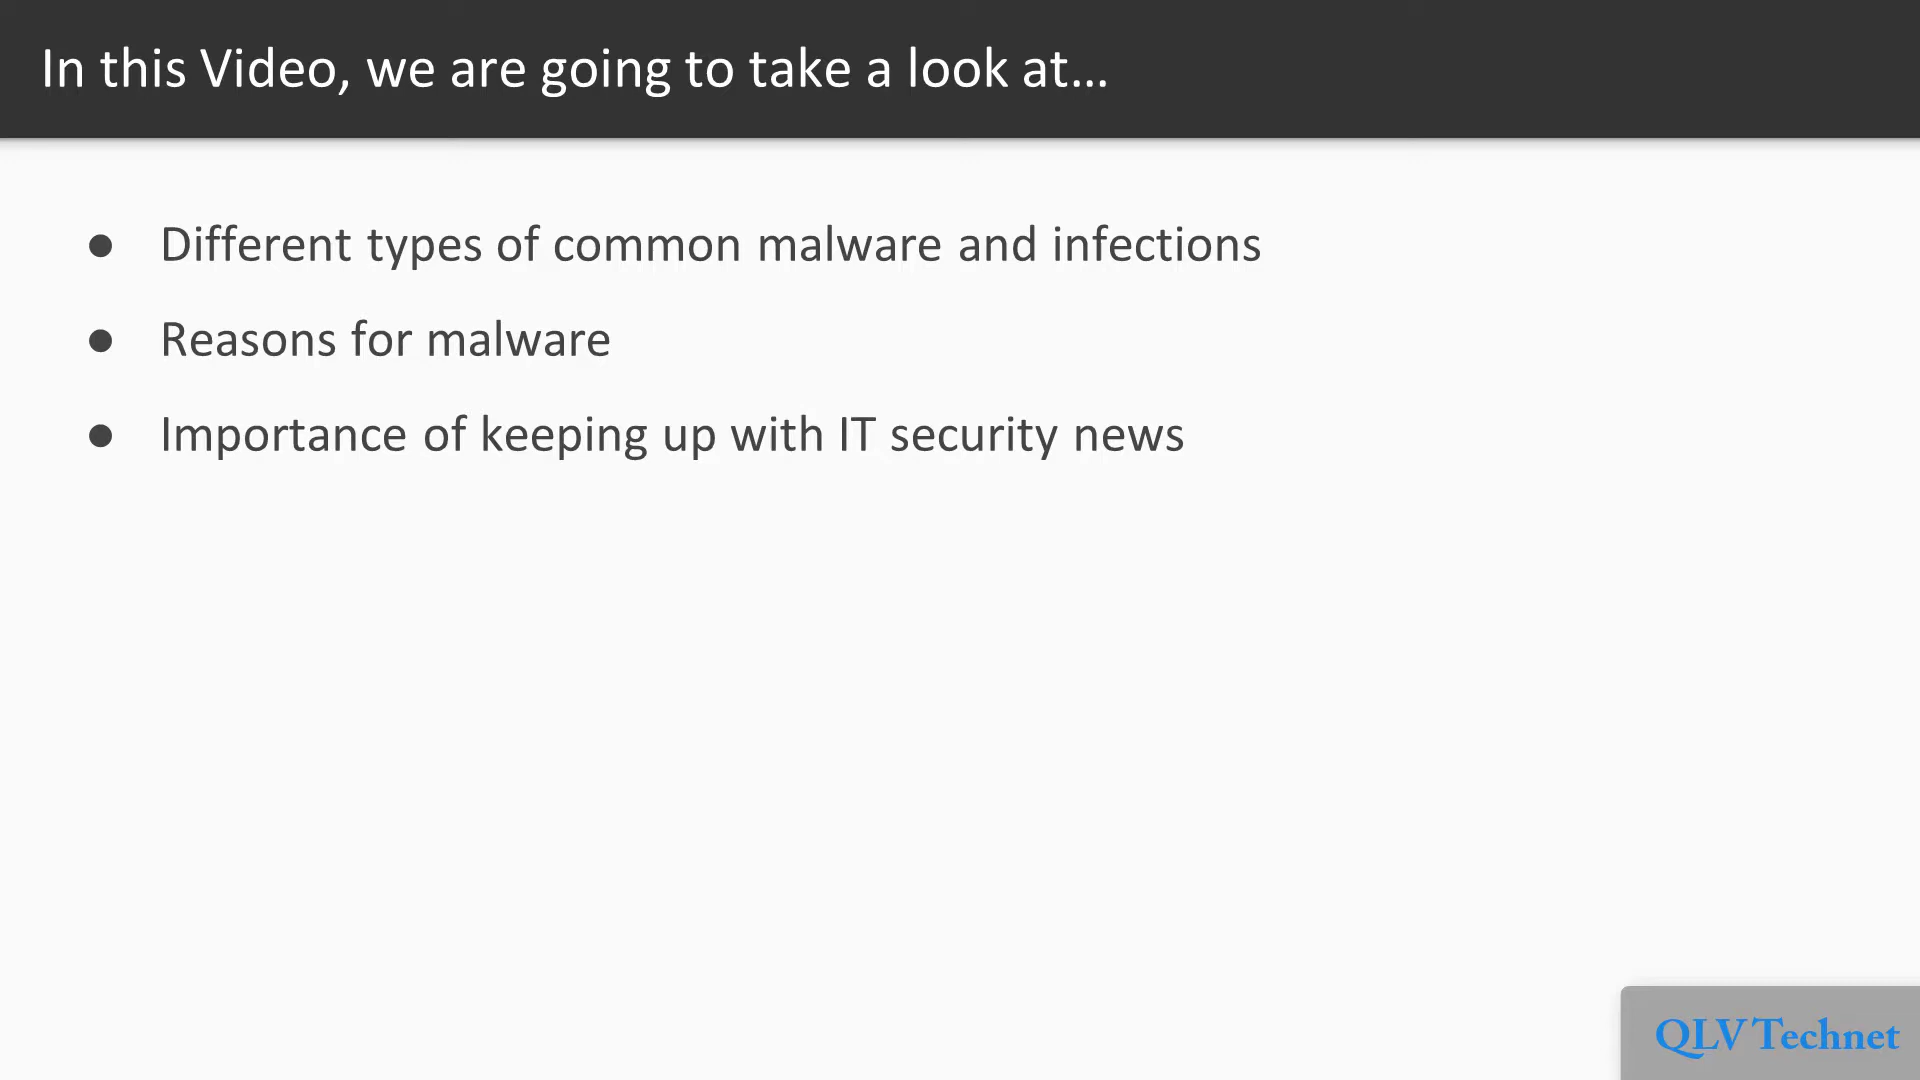 In this Video, we are going to take a look at...
● Different types of common malware and infections
● Reasons for malware
● Importance of keeping up with IT security news
QLV Technet